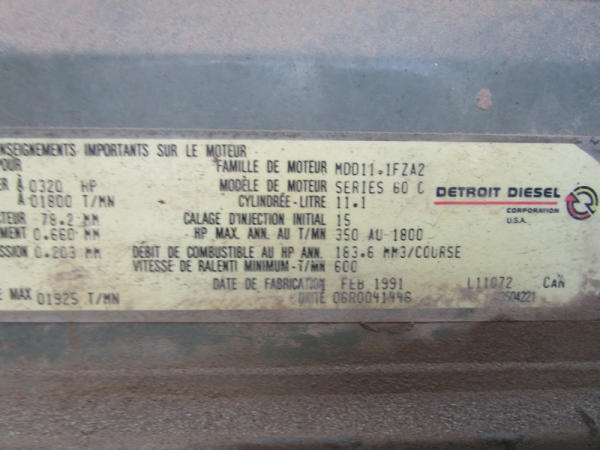 NSEIGNEMENTS IMPORTANTS SUR LE MOTEUR
POUR FAMILLE DE MOTEUR MDD11.1FZA2
ER À 0320 HP MODÈLE DE MOTEUR SERIES 60 C
À 01800 T/MN CYLINDRÉE-LITRE 11.1
TEUR 78.2 MM CALAGE D'INJECTION INITIAL 15
MENT 0.660 MM HP MAX. ANN. AU T/MN 350 AU 1800
SSION 0.203 MM DÉBIT DE COMBUSTIBLE AU HP ANN. 183.6 MM3/COURSE
VITESSE DE RALENTI MINIMUM-T/MN 600
DATE DE FABRICATION FEB 1991 L11072 CAN
E MAX 01925 T/MN UNITÉ 06R0041446
DETROIT DIESEL
CORPORATION
U.S.A.